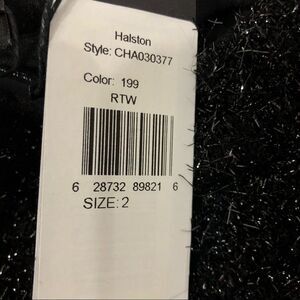 Halston
Style: CHA030377
Color: 199
RTW
6 28732 89821 6
SIZE: 2